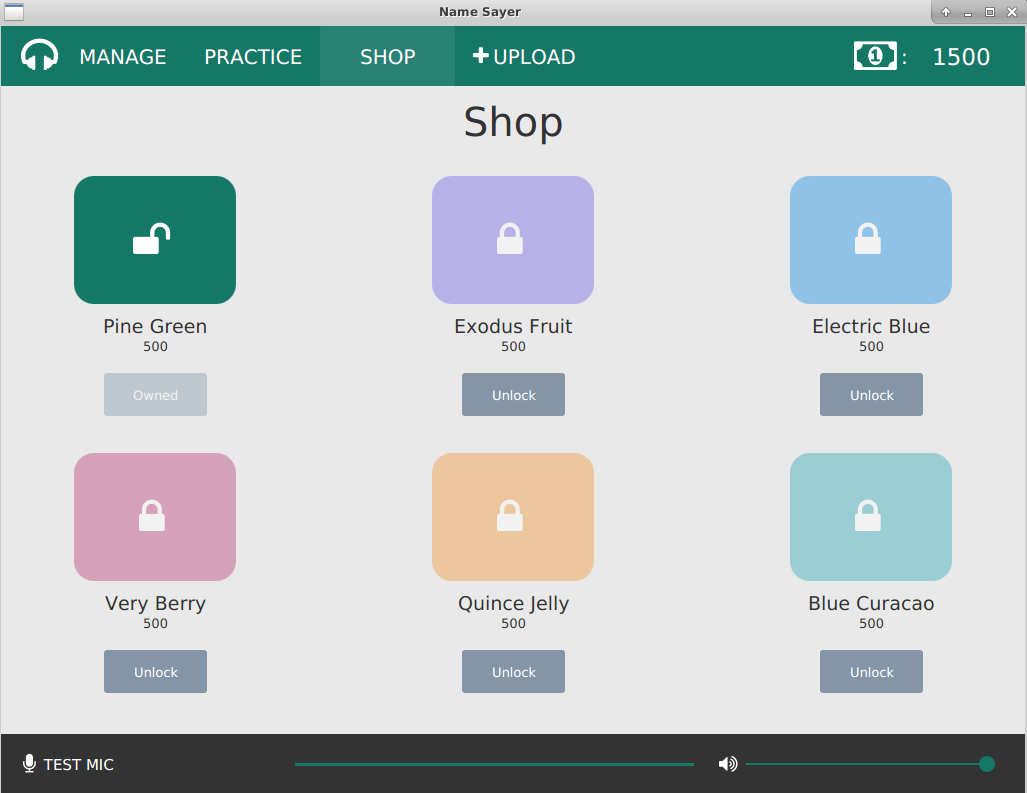 Name Sayer
MANAGE PRACTICE SHOP UPLOAD 1 : 1500
Shop
Pine Green Exodus Fruit Electric Blue
500 500 500
Owned Unlock Unlock
Very Berry Quince Jelly Blue Curacao
500 500 500
Unlock Unlock Unlock
TEST MIC